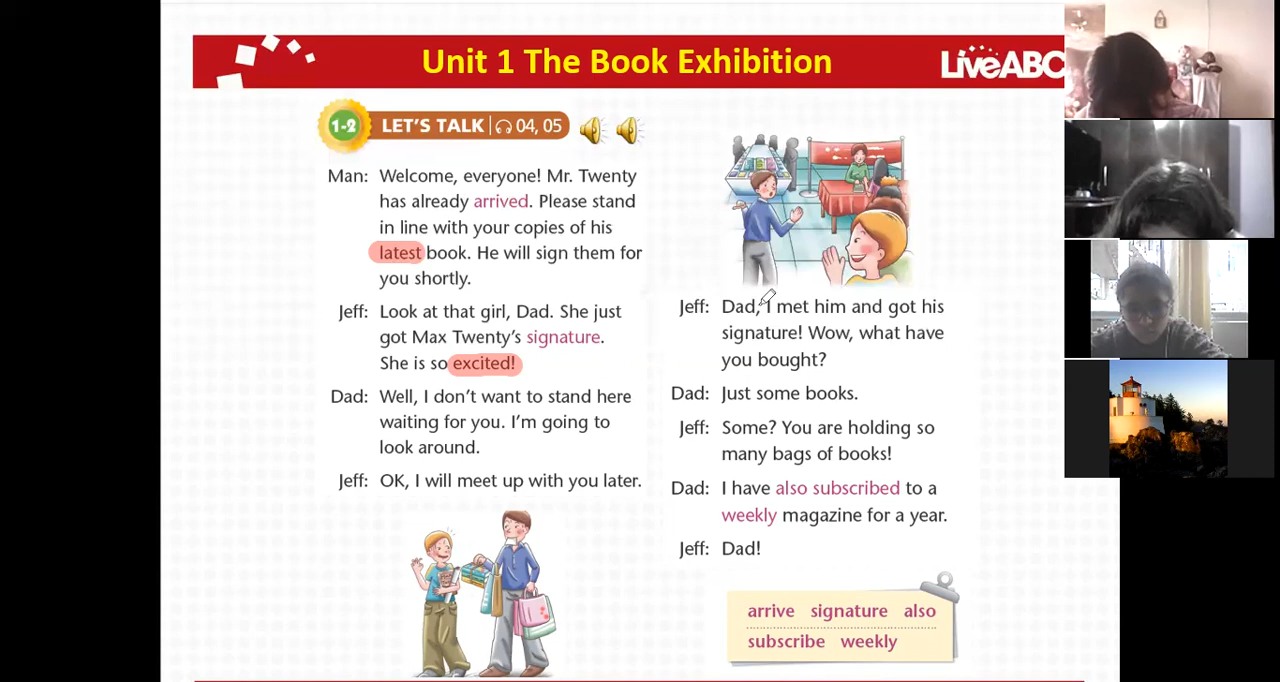 Unit 1 The Book Exhibition
LiveABC
1-2 LET'S TALK | 04, 05
Man: Welcome, everyone! Mr. Twenty
has already arrived. Please stand
in line with your copies of his
latest book. He will sign them for
you shortly.
Jeff: Look at that girl, Dad. She just
got Max Twenty's signature.
She is so excited!
Dad: Well, I don't want to stand here
waiting for you. I'm going to
look around.
Jeff: OK, I will meet up with you later.
Jeff: Dad, I met him and got his
signature! Wow, what have
you bought?
Dad: Just some books.
Jeff: Some? You are holding so
many bags of books!
Dad: I have also subscribed to a
weekly magazine for a year.
Jeff: Dad!
arrive signature also
subscribe weekly